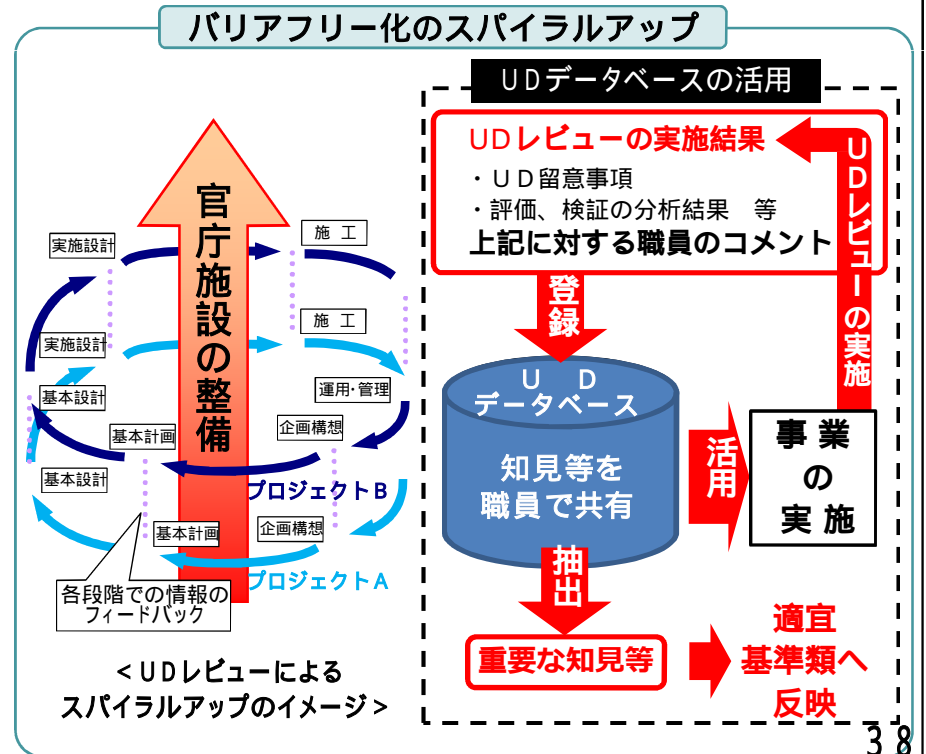 バリアフリー化のスパイラルアップ
官庁施設の整備
実施設計
施 工
実施設計
施 工
基本設計
運用・管理
基本計画
企画構想
基本設計
プロジェクトB
基本計画
企画構想
プロジェクトA
各段階での情報の
フィードバック
<UDレビューによる
スパイラルアップのイメージ>
UDデータベースの活用
UDレビューの実施結果
・UD留意事項
・評価、検証の分析結果 等
上記に対する職員のコメント
UDレビューの実施
登録
U D
データベース
知見等を
職員で共有
活用
事 業
の
実 施
抽出
重要な知見等
適宜
基準類へ
反映
38